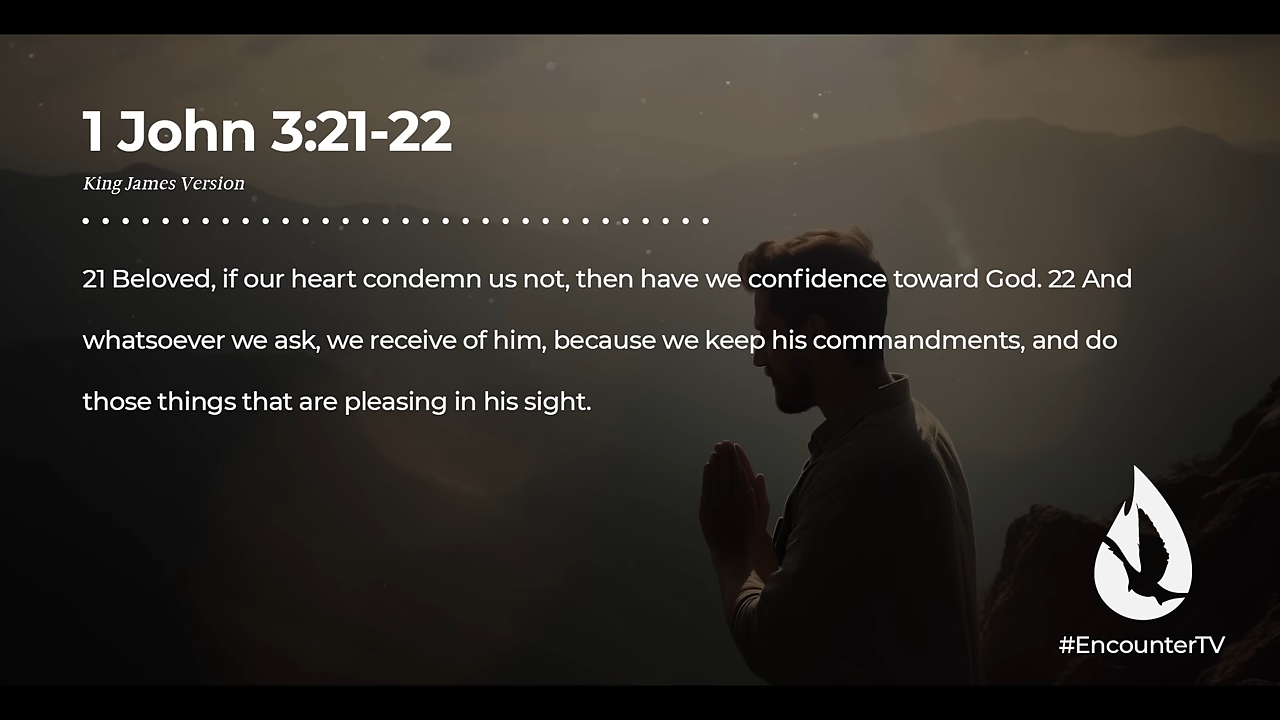 1 John 3:21-22
King James Version
21 Beloved, if our heart condemn us not, then have we confidence toward God. 22 And
whatsoever we ask, we receive of him, because we keep his commandments, and do
those things that are pleasing in his sight.
#EncounterTV